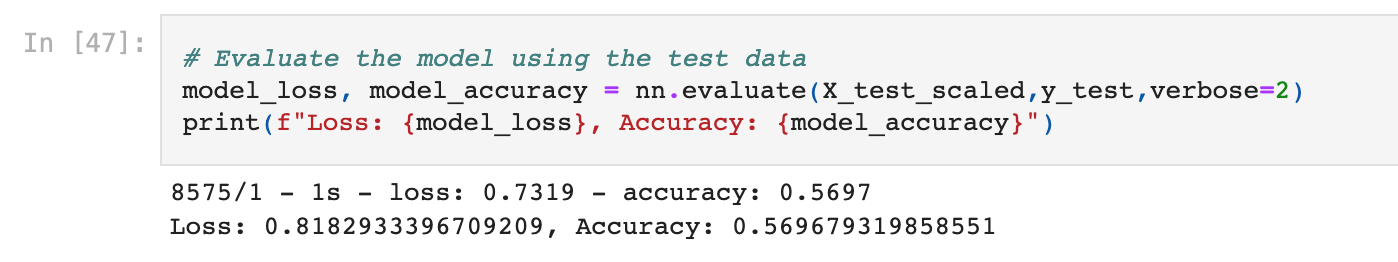 In [47]:
# Evaluate the model using the test data
model_loss, model_accuracy = nn.evaluate(X_test_scaled,y_test,verbose=2)
print(f"Loss: {model_loss}, Accuracy: {model_accuracy}")
8575/1 - 1s - loss: 0.7319 - accuracy: 0.5697
Loss: 0.8182933396709209, Accuracy: 0.569679319858551